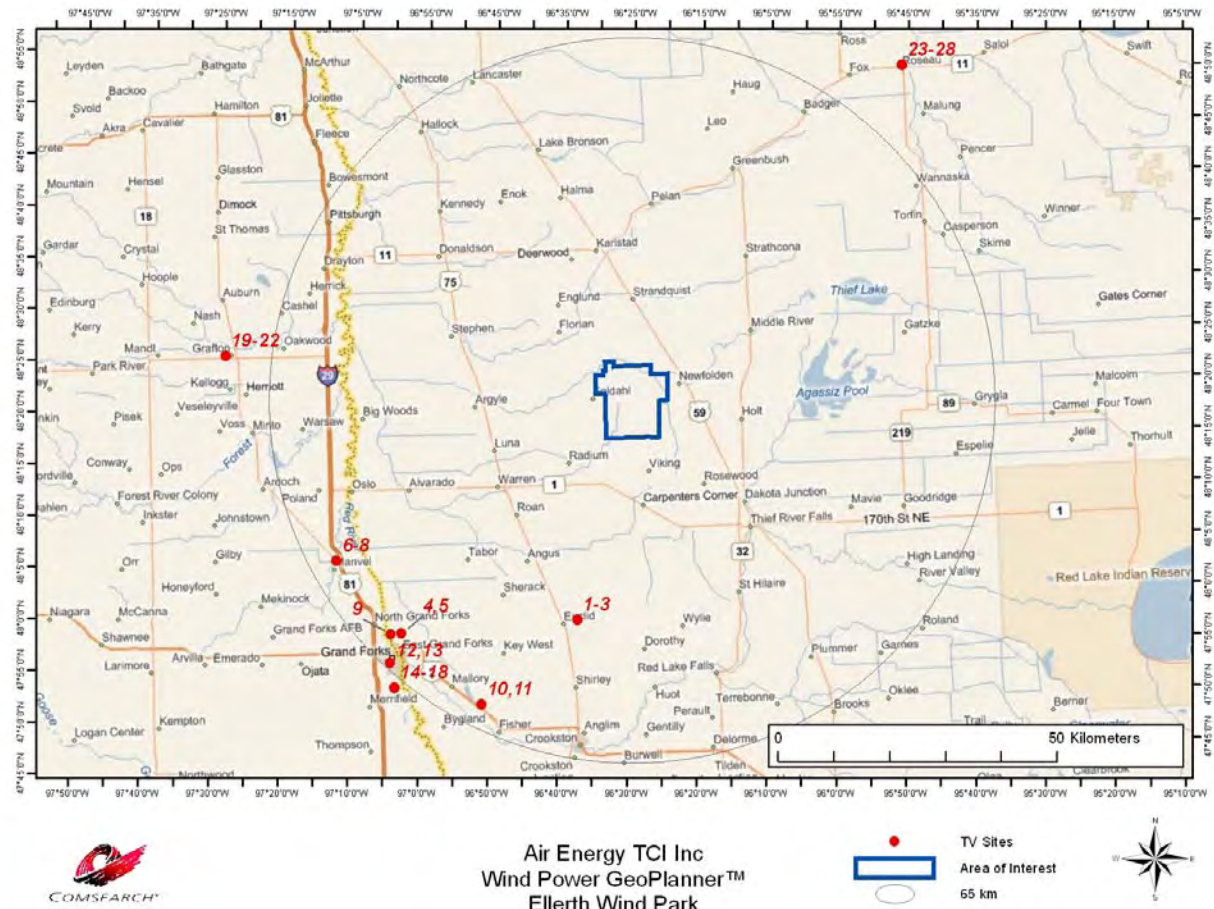 97°45'0"W 97°35'0"W 97°25'0"W 97°15'0"W 97°5'0"W 96°55'0"W 96°45'0"W 96°35'0"W 96°25'0"W 96°15'0"W 96°5'0"W 95°55'0"W 95°45'0"W 95°35'0"W 95°25'0"W 95°15'0"W 95°5'0"W
23-28
Leyden Bathgate McArthur Northcote Lancaster Haug Ross Fox Roseau 11 Salol Swift
Backoo Svoid Hamilton Joliette 81 Badger Malung
Akra Cavalier Fleece Hallock Leo
Lake Bronson Pencer
Glasston Greenbush
Mountain Hensel Bowesmont Enok Halma Pelan Wannaska
18 Dimock Pittsburgh Kennedy Winner
St Thomas Torfin Casperson
Gardar Crystal 11 Donaldson Deerwood Karlstad Strathcona Skime
Drayton
Hoople 75
Edinburg Auburn Herrick Cashel Englund Strandquist Thief Lake Gates Corner
Nash Florian Middle River Gatzke
Kerry 19-22 Stephen
Mandt Grafton Oakwood
Park River 29 Newfolden Agassiz Pool Malcolm
Kellogg Herriott Grygla
Argyle 59 89
Pisek Veseleyville Big Woods Holt Carmel Four Town
Voss Minto Warsaw 219 Jelle
Forest Luna Espelie Thorhult
Conway Ops Radium Viking
Ardoch Oslo Alvarado Warren 1 Rosewood
Forest River Colony Poland Carpenters Corner Dakota Junction Mavie Goodridge 1
Inkster Johnstown Roan Thief River Falls 170th St NE
6-8 32
Orr Gilby Tabor Angus High Landing
81 River Valley Red Lake Indian Reserv
Honeyford Sherack St Hilaire
Mekinock 9 4,5 1-3
Niagara McCanna North Grand Forks Euclid Wylie Roland
Shawnee Grand Forks AFB East Grand Forks Key West Dorothy
Grand Forks 12,13 Plummer Games
Larimore Arvilla Emerado Ojata 14-18 Mallory Red Lake Falls
10,11 Shirley Huot Terrebonne Oklee
Merrifield Perault Brooks Berner
Goose Kempton Bygland Fisher Anglim Gentilly Trail Clearwater
Logan Center Thompson Crookston Burwell Delorme
Northwood Crookston Tilden Clearbrook
0 50 Kilometers
97°50'0"W 97°40'0"W 97°30'0"W 97°20'0"W 97°10'0"W 97°0'0"W 96°50'0"W 96°40'0"W 96°30'0"W 96°20'0"W 96°10'0"W 96°0'0"W 95°50'0"W 95°40'0"W 95°30'0"W 95°20'0"W 95°10'0"W
COMSEARCH
Air Energy TCI Inc
Wind Power GeoPlanner™
Ellerth Wind Park
TV Sites
Area of Interest
65 km
N
W E
S